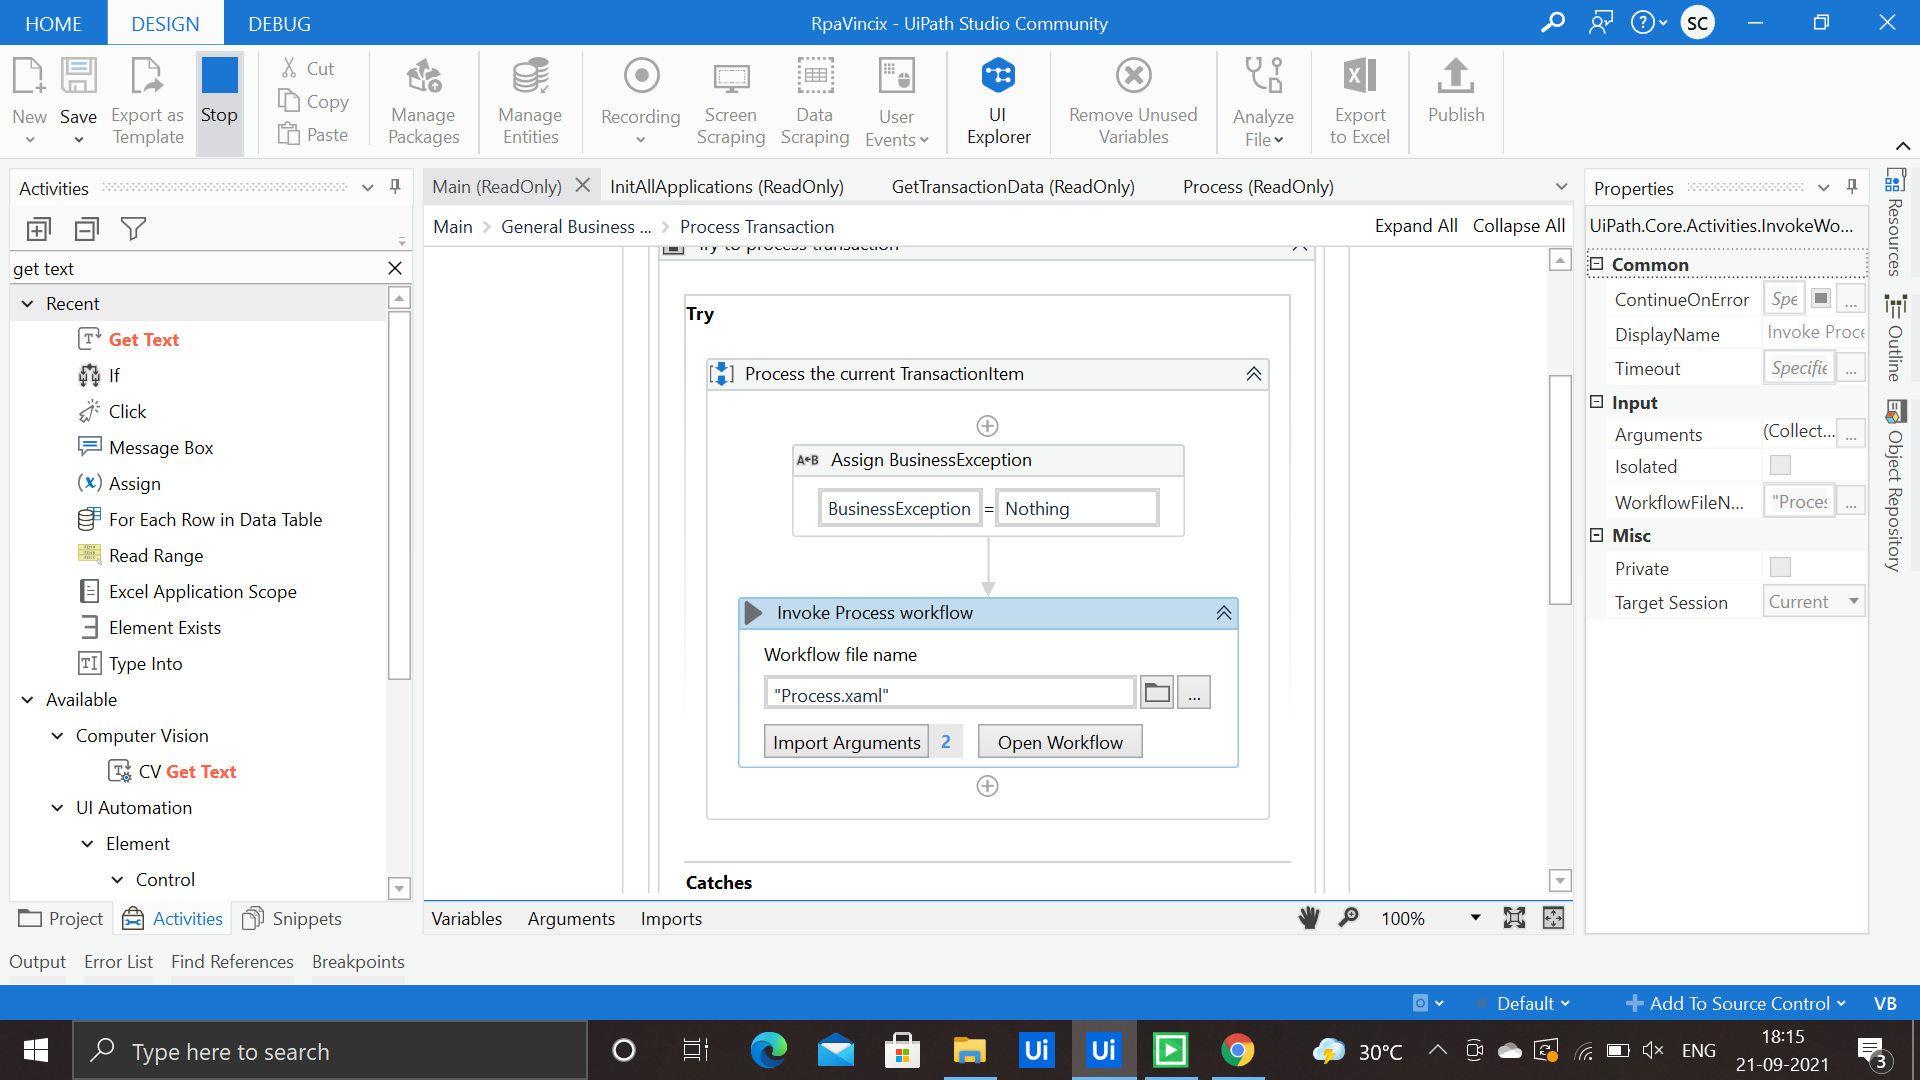 HOME
DESIGN
DEBUG
RpaVincix - UiPath Studio Community
SC
New
Save
Export as
Template
Stop
Cut
Copy
Paste
Manage
Packages
Manage
Entities
Recording
Screen
Scraping
Data
Scraping
User
Events
UI
Explorer
Remove Unused
Variables
Analyze
File
Export
to Excel
Publish
Activities
get text
Recent
Get Text
If
Click
Message Box
Assign
For Each Row in Data Table
Read Range
Excel Application Scope
Element Exists
Type Into
Available
Computer Vision
CV Get Text
UI Automation
Element
Control
Project
Activities
Snippets
Main (ReadOnly)
InitAllApplications (ReadOnly)
GetTransactionData (ReadOnly)
Process (ReadOnly)
Main
General Business ...
Process Transaction
Expand All
Collapse All
Try to process transaction
Try
Process the current TransactionItem
A←B Assign BusinessException
BusinessException = Nothing
Invoke Process workflow
Workflow file name
"Process.xaml"
...
Import Arguments 2
Open Workflow
Catches
Variables
Arguments
Imports
100%
Properties
UiPath.Core.Activities.InvokeWo...
Common
ContinueOnError Spe ...
DisplayName Invoke Proce
Timeout Specifie ...
Input
Arguments (Collect... ...
Isolated
WorkflowFileN... "Proces ...
Misc
Private
Target Session Current
Resources
Outline
Object Repository
Output
Error List
Find References
Breakpoints
Default
Add To Source Control
VB
Type here to search
Ui
Ui
30°C
ENG
18:15
21-09-2021
3